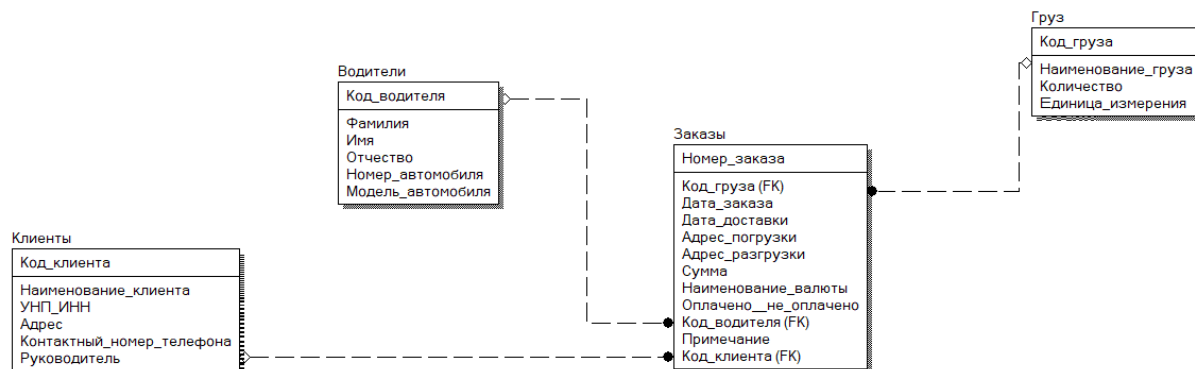 Груз
Код_груза
Наименование_груза
Количество
Единица_измерения
Водители
Код_водителя
Фамилия
Имя
Отчество
Номер_автомобиля
Модель_автомобиля
Заказы
Номер_заказа
Код_груза (FK)
Дата_заказа
Дата_доставки
Адрес_погрузки
Адрес_разгрузки
Сумма
Наименование_валюты
Оплачено__не_оплачено
Код_водителя (FK)
Примечание
Код_клиента (FK)
Клиенты
Код_клиента
Наименование_клиента
УНП_ИНН
Адрес
Контактный_номер_телефона
Руководитель